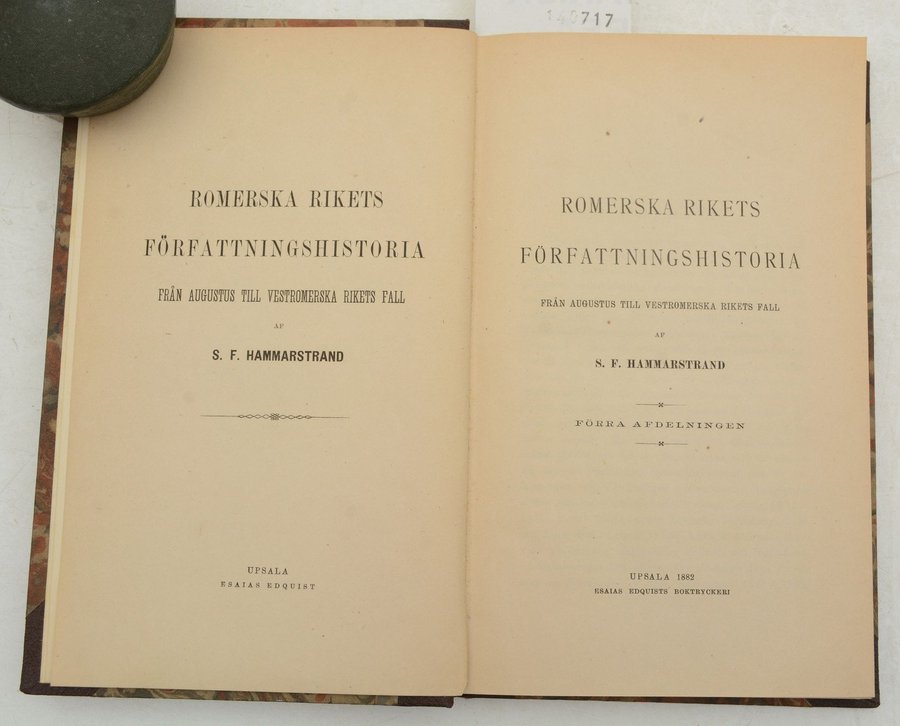 140717
ROMERSKA RIKETS
FÖRFATTNINGSHISTORIA
FRÅN AUGUSTUS TILL VESTROMERSKA RIKETS FALL
AF
S. F. HAMMARSTRAND
UPSALA
ESAIAS EDQUIST
ROMERSKA RIKETS
FÖRFATTNINGSHISTORIA
FRÅN AUGUSTUS TILL VESTROMERSKA RIKETS FALL
AF
S. F. HAMMARSTRAND
FÖRRA AFDELNINGEN
UPSALA 1882
ESAIAS EDQUISTS BOKTRYCKERI